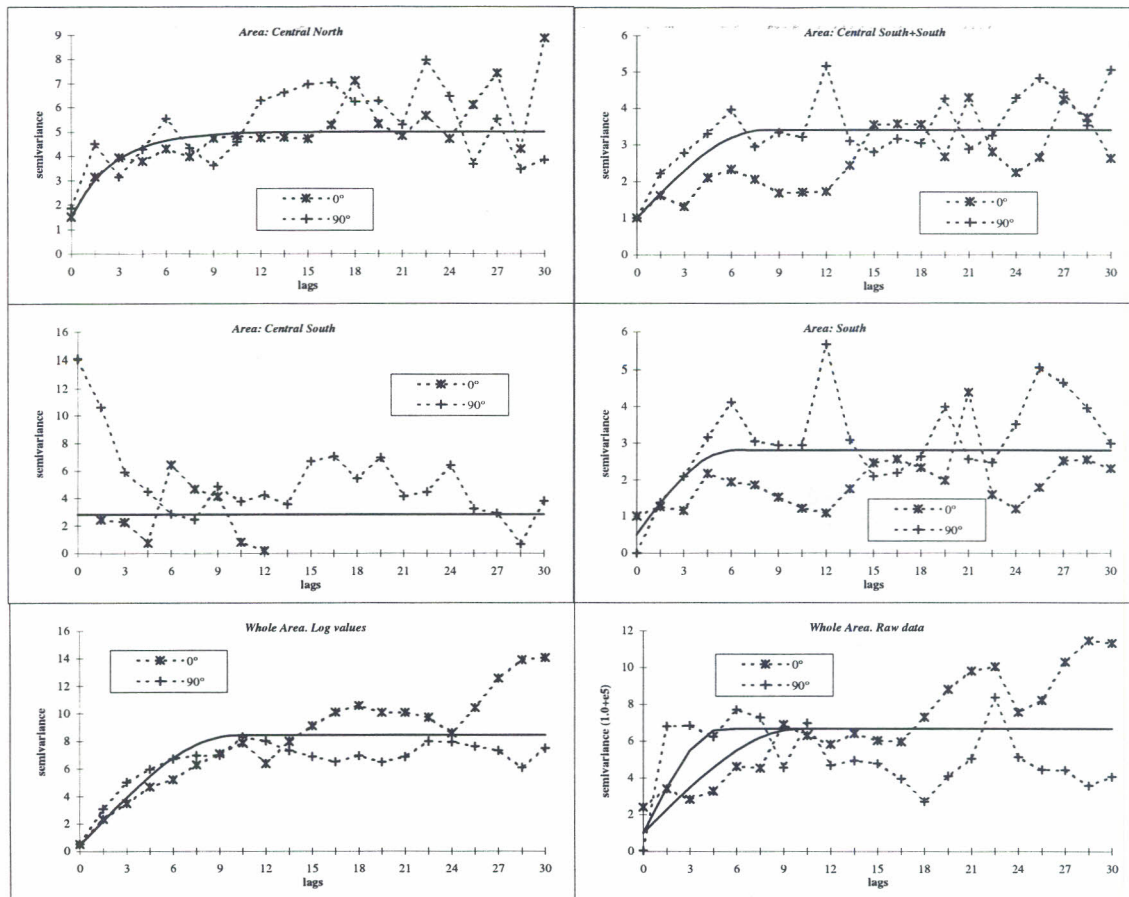 Area: Central North
semivariance
9
8
7
6
5
4
3
2
1
0
0 3 6 9 12 15 18 21 24 27 30
lags
0°
90°
Area: Central South+South
semivariance
6
5
4
3
2
1
0
0 3 6 9 12 15 18 21 24 27 30
lags
0°
90°
Area: Central South
semivariance
16
14
12
10
8
6
4
2
0
0 3 6 9 12 15 18 21 24 27 30
lags
0°
90°
Area: South
semivariance
6
5
4
3
2
1
0
0 3 6 9 12 15 18 21 24 27 30
lags
0°
90°
Whole Area. Log values
semivariance
16
14
12
10
8
6
4
2
0
0 3 6 9 12 15 18 21 24 27 30
lags
0°
90°
Whole Area. Raw data
semivariance (1.0+e5)
12
10
8
6
4
2
0
0 3 6 9 12 15 18 21 24 27 30
lags
0°
90°